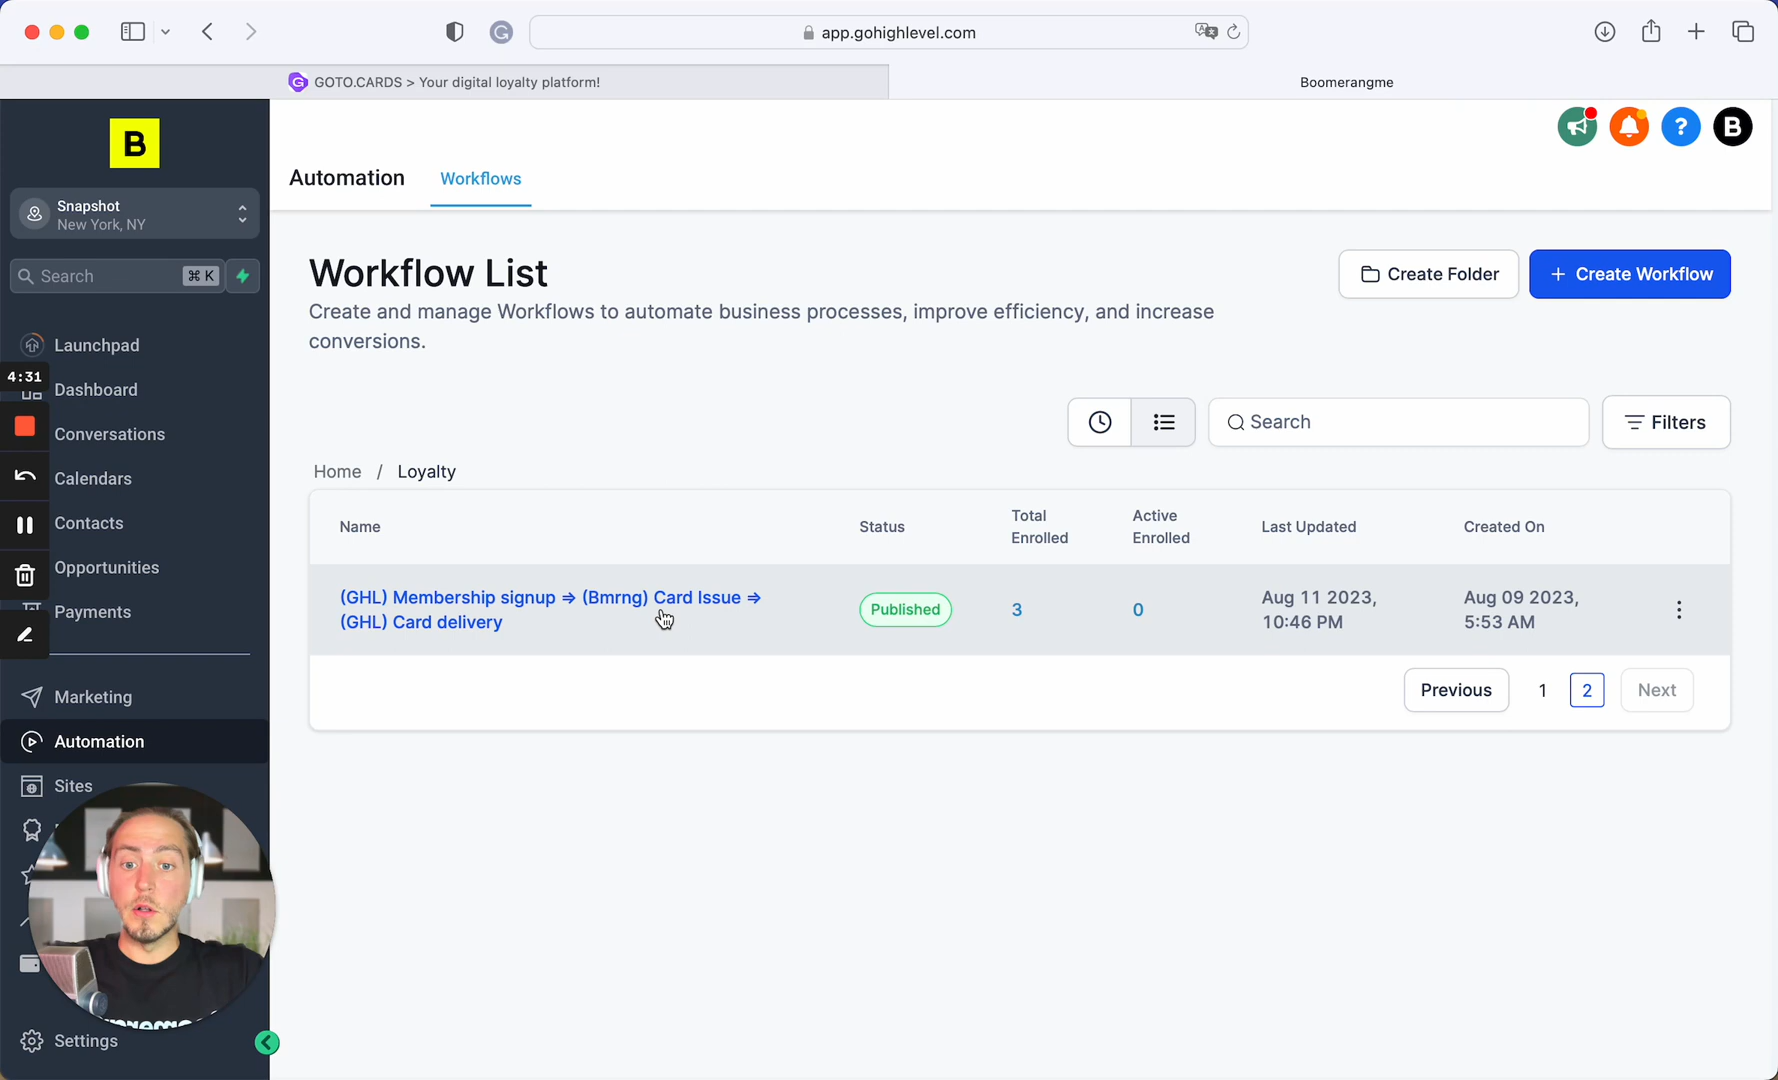 app.gohighlevel.com
GOTO.CARDS > Your digital loyalty platform!
Boomerangme
B
Snapshot
New York, NY
Search
⌘ K
Launchpad
4:31
Dashboard
Conversations
Calendars
Contacts
Opportunities
Payments
Marketing
Automation
Sites
Settings
? B
Automation
Workflows
Workflow List
Create and manage Workflows to automate business processes, improve efficiency, and increase
conversions.
Create Folder
+ Create Workflow
Search
Filters
Home / Loyalty
Name
Status
Total
Enrolled
Active
Enrolled
Last Updated
Created On
(GHL) Membership signup => (Bmrng) Card Issue =>
(GHL) Card delivery
Published
3
0
Aug 11 2023,
10:46 PM
Aug 09 2023,
5:53 AM
Previous
1
2
Next